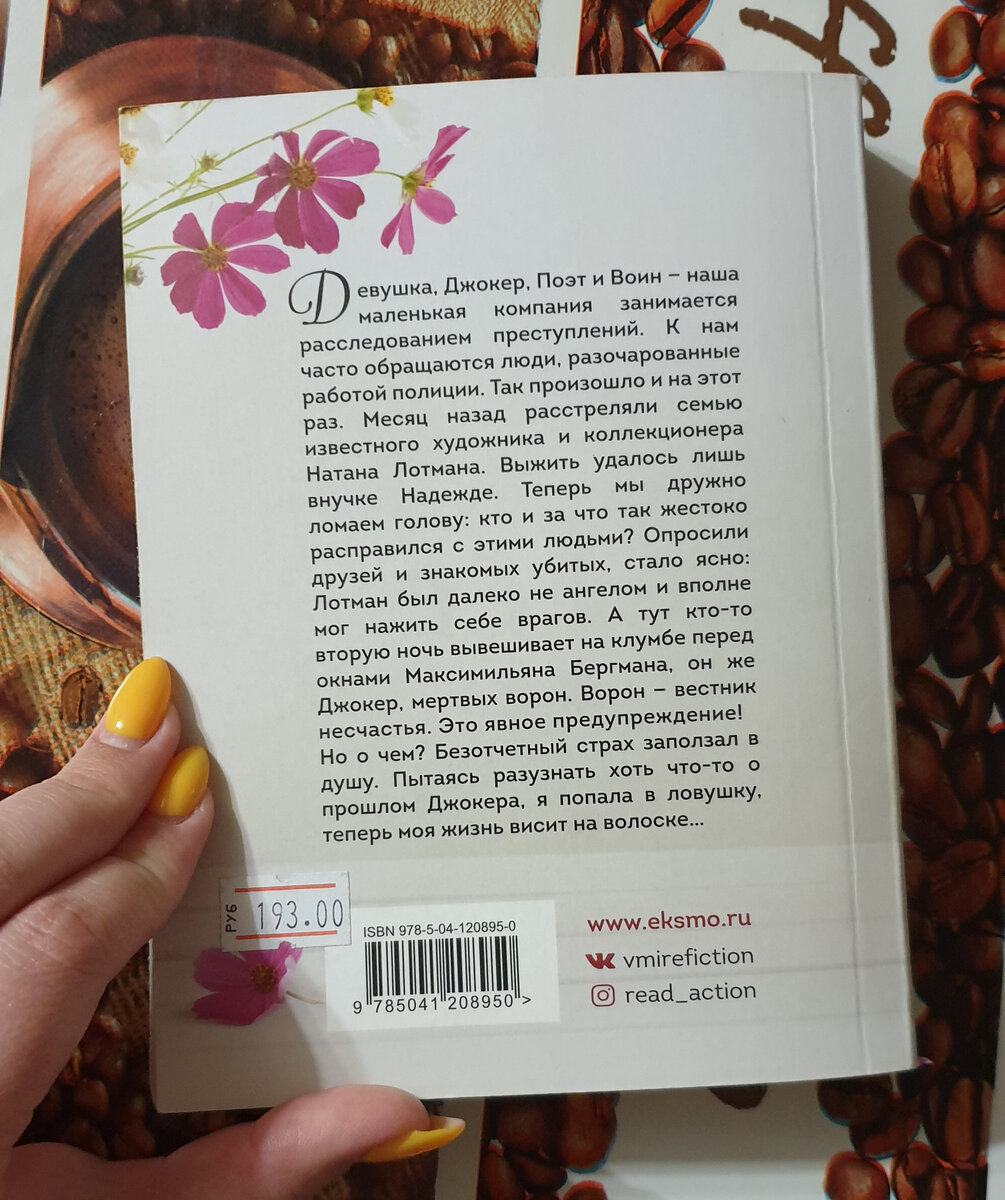 Девушка, Джокер, Поэт и Воин – наша
маленькая компания занимается
расследованием преступлений. К нам
часто обращаются люди, разочарованные
работой полиции. Так произошло и на этот
раз. Месяц назад расстреляли семью
известного художника и коллекционера
Натана Лотмана. Выжить удалось лишь
внучке Надежде. Теперь мы дружно
ломаем голову: кто и за что так жестоко
расправился с этими людьми? Опросили
друзей и знакомых убитых, стало ясно:
Лотман был далеко не ангелом и вполне
мог нажить себе врагов. А тут кто-то
вторую ночь вывешивает на клумбе перед
окнами Максимильяна Бергмана, он же
Джокер, мертвых ворон. Ворон – вестник
несчастья. Это явное предупреждение!
Но о чем? Безотчетный страх заползал в
душу. Пытаясь разузнать хоть что-то о
прошлом Джокера, я попала в ловушку,
теперь моя жизнь висит на волоске...
РУБ 193.00
ISBN 978-5-04-120895-0
9 785041 208950 >
www.eksmo.ru
vmirefiction
read_action